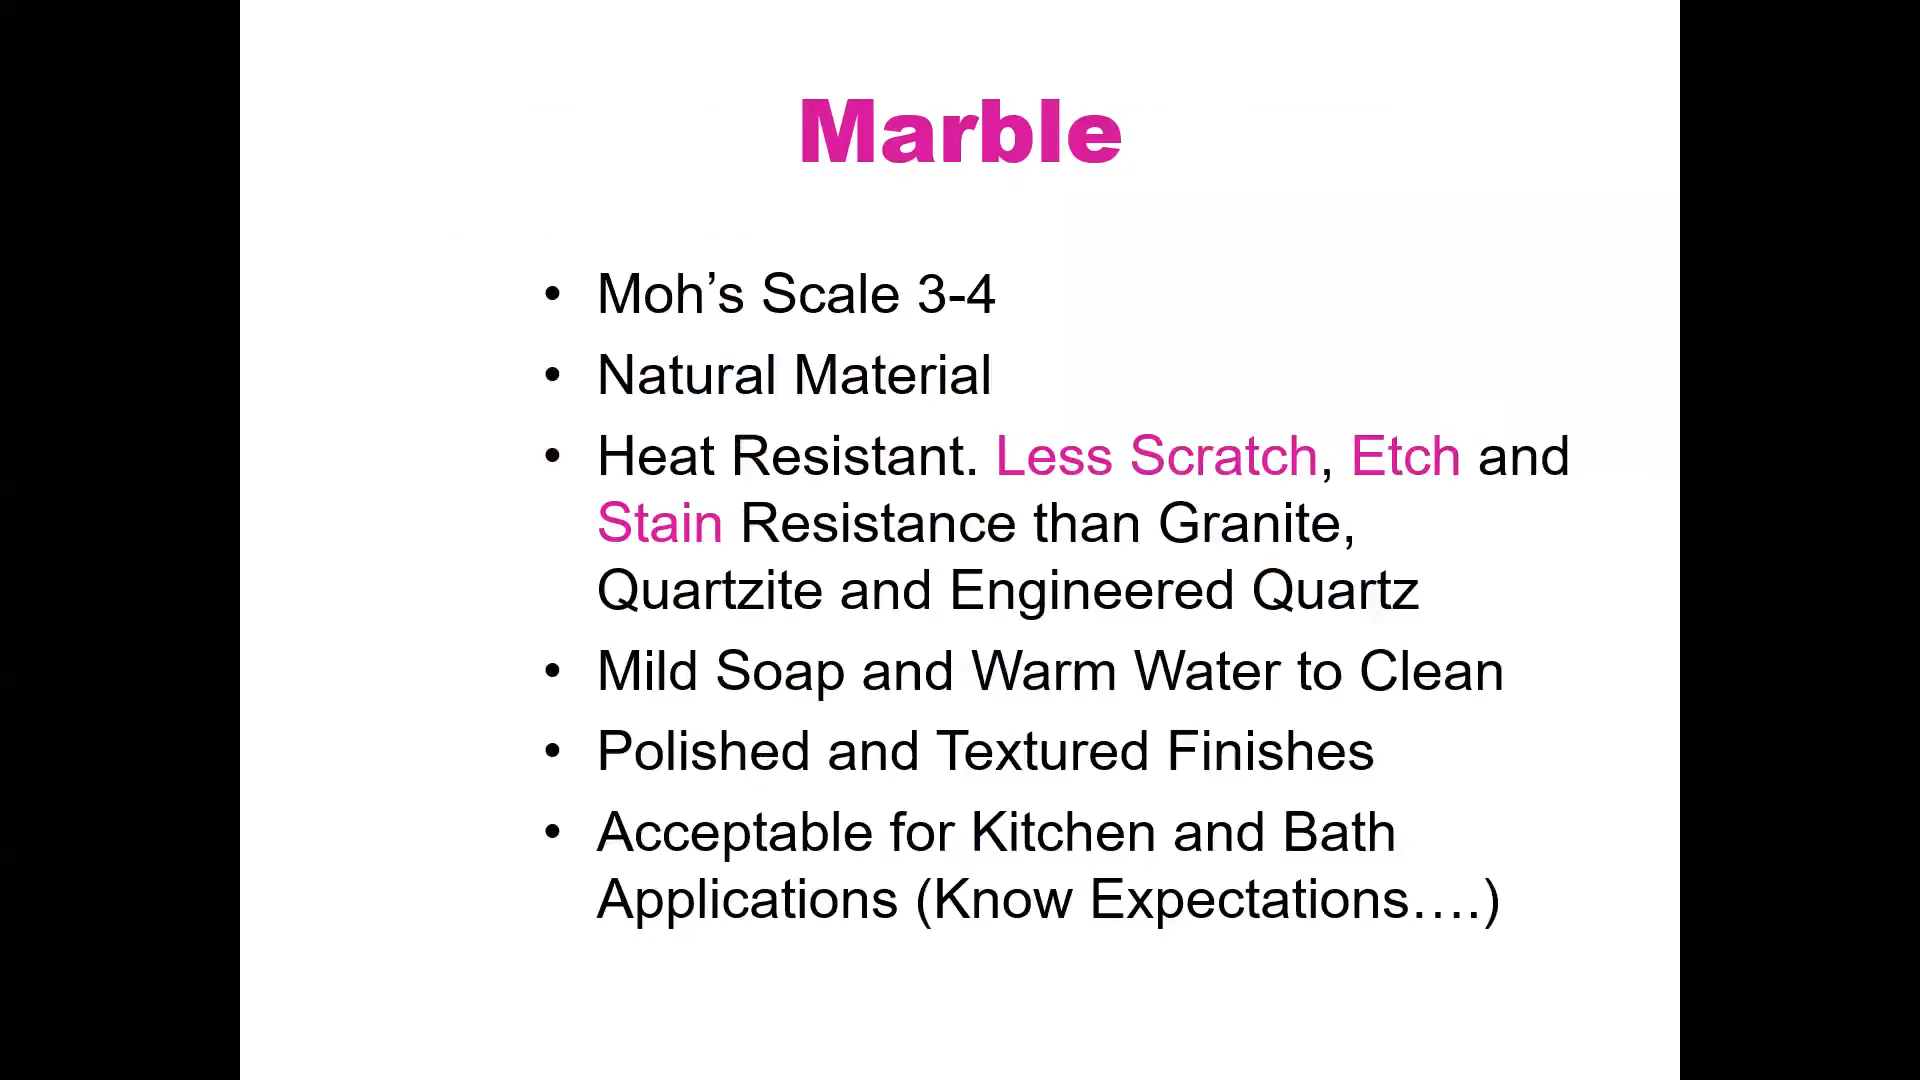 Marble
• Moh’s Scale 3-4
• Natural Material
• Heat Resistant. Less Scratch, Etch and
Stain Resistance than Granite,
Quartzite and Engineered Quartz
• Mild Soap and Warm Water to Clean
• Polished and Textured Finishes
• Acceptable for Kitchen and Bath
Applications (Know Expectations….)